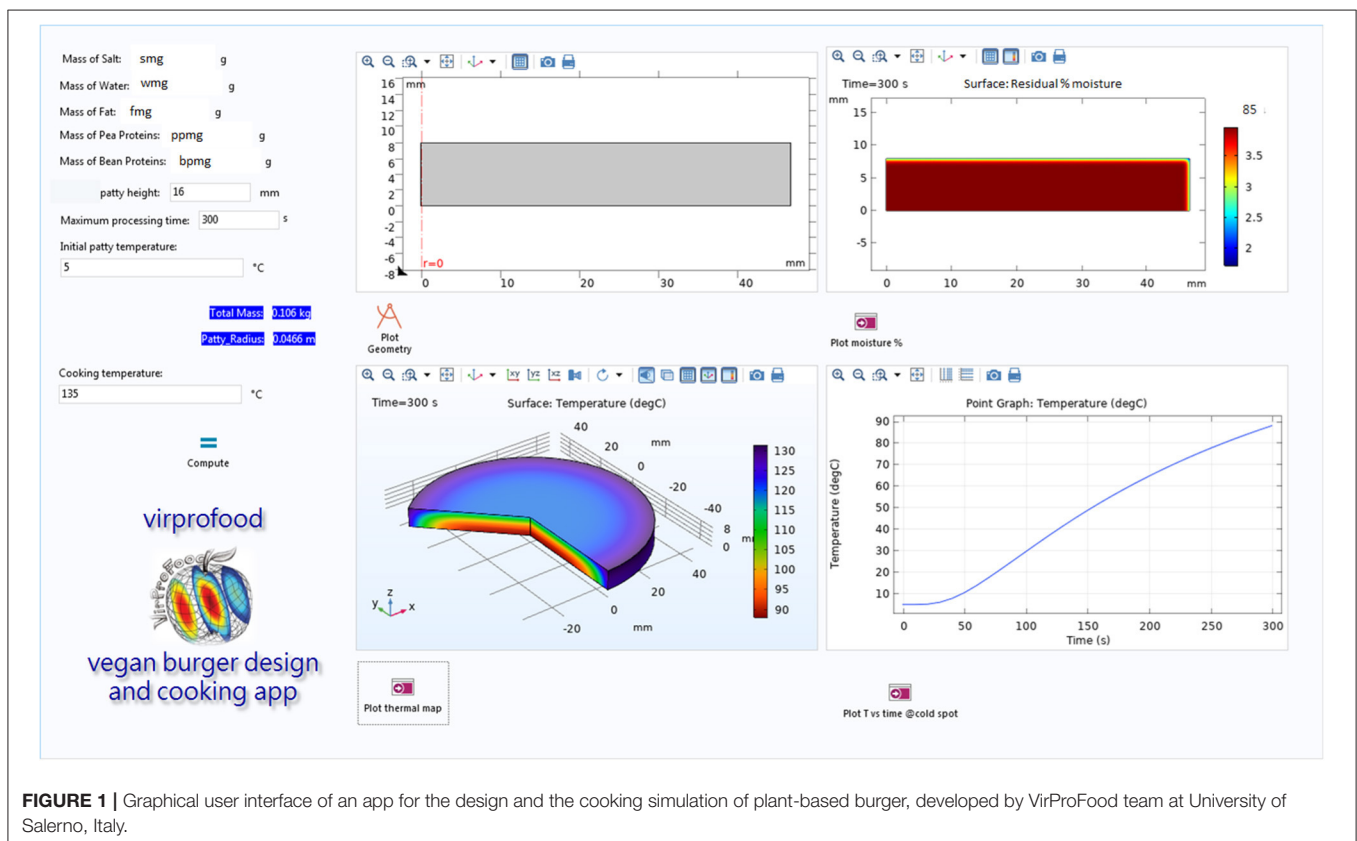 Mass of Salt: smg g
Mass of Water: wmg g
Mass of Fat: fmg g
Mass of Pea Proteins: ppmg g
Mass of Bean Proteins: bpmg g
patty height: 16 mm
Maximum processing time: 300 s
Initial patty temperature:
5 °C
Total Mass: 0.106 kg
Patty_Radius: 0.0466 m
Cooking temperature:
135 °C
=
Compute
virprofood
VirProFood
vegan burger design
and cooking app
16 mm
14
12
10
8
6
4
2
0
-2
-4
-6
-8
r=0
mm
0 10 20 30 40
Plot
Geometry
Time=300 s Surface: Residual % moisture
mm
15
10
5
0
-5
0 10 20 30 40 mm
85
3.5
3
2.5
2
Plot moisture %
xy yz xz
Time=300 s Surface: Temperature (degC)
40
20 mm
0
-20
-40
8
0
40
20
0 mm
-20
130
125
120
115
110
105
100
95
90
z
y x
Plot thermal map
Point Graph: Temperature (degC)
Temperature (degC)
90
80
70
60
50
40
30
20
10
0 50 100 150 200 250 300
Time (s)
Plot T vs time @cold spot
FIGURE 1 | Graphical user interface of an app for the design and the cooking simulation of plant-based burger, developed by VirProFood team at University of
Salerno, Italy.